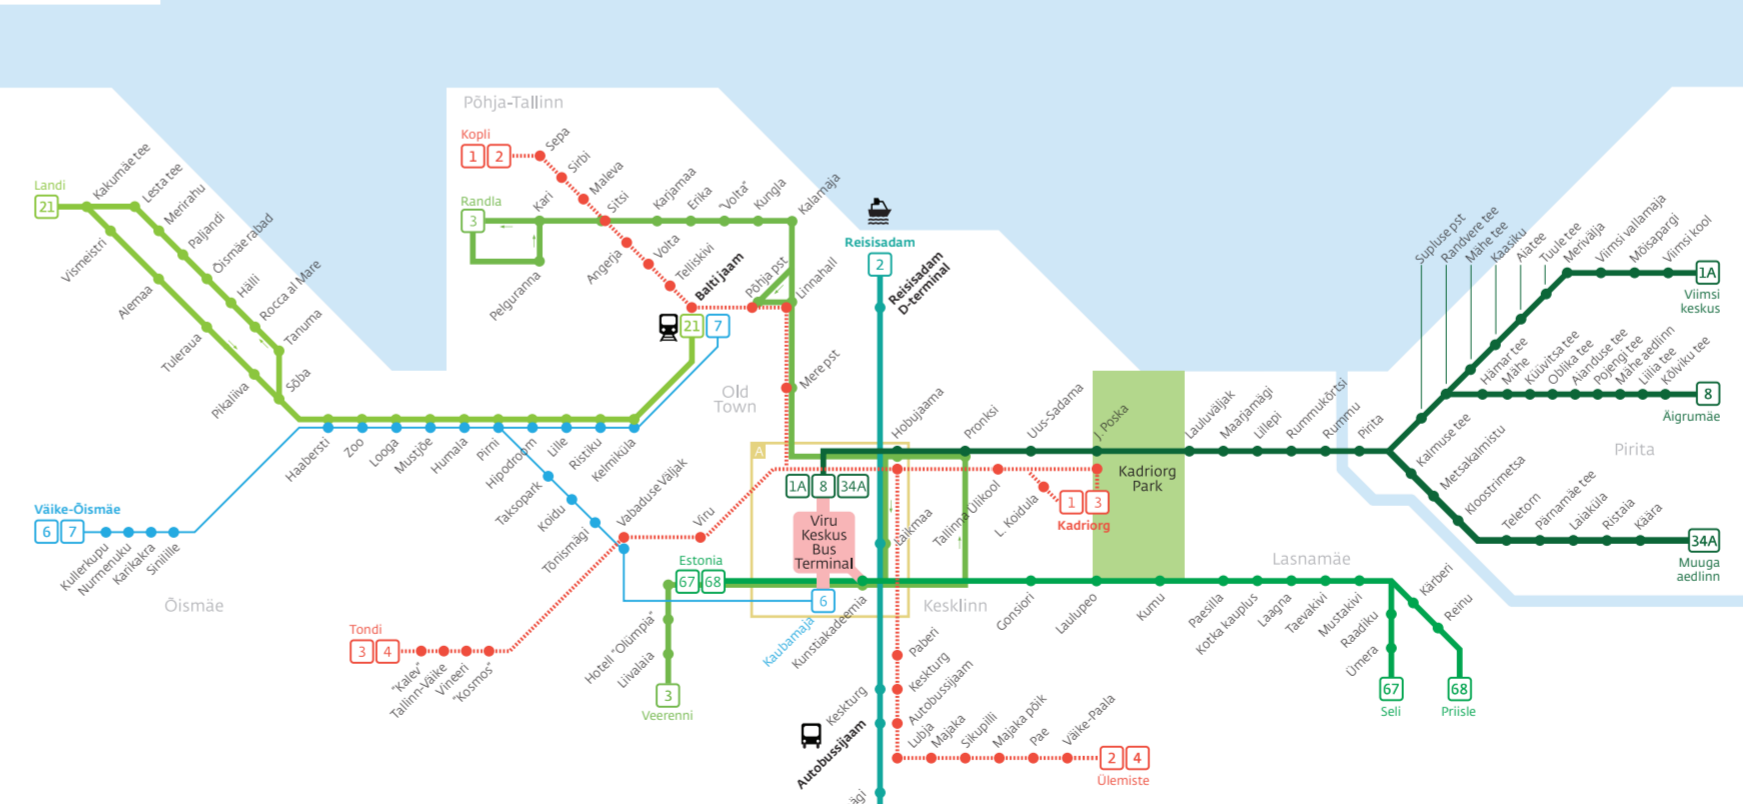 Põhja-Tallinn
Kopli
1 2
Sepa
Sirbi
Maleva
Sitsi
Angerja
Volta
Telliskivi
Balti jaam
21 7
Põhja pst
Linnahall
Mere pst
Randla
3
Kari
Pelguranna
Karjamaa
Erika
"Volta"
Kungla
Kalamaja
Landi
21
Kakumäe tee
Lesta tee
Merirahu
Paljandi
Õismäe rabad
Hälli
Rocca al Mare
Tanuma
Sõba
Vismeistri
Alemaa
Tuleraua
Pikaliiva
Haabersti
Zoo
Looga
Mustjõe
Humala
Pirni
Hipodroom
Lille
Ristiku
Kelmiküla
Väike-Õismäe
6 7
Kullerkupu
Nurmenuku
Karikakra
Sinilille
Õismäe
Taksopark
Koidu
Tõnismägi
Vabaduse väljak
Viru
Tondi
3 4
"Kalev"
Tallinn-Väike
Vineeri
"Kosmos"
Old
Town
Reisisadam
2
Reisisadam
D-terminal
A
1A 8 34A
Viru
Keskus
Bus
Terminal
6
Kaubamaja
Kunstiakadeemia
Estonia
67 68
Hotell "Olümpia"
Liivalaia
3
Veerenni
Hobujaama
Pronksi
Uus-Sadama
J. Poska
Laikmaa
Tallinna Ülikool
L. Koidula
1 3
Kadriorg
Kadriorg
Park
Kesklinn
Lauluväljak
Maarjamägi
Lillepi
Rummukõrtsi
Rummu
Pirita
Supluse pst
Randvere tee
Mähe tee
Kaasiku
Aiatee
Tuule tee
Merivälja
Viimsi vallamaja
Mõisapargi
Viimsi kool
1A
Viimsi
keskus
Hämar tee
Mähe
Küüvitsa tee
Oblika tee
Aianduse tee
Pojengi tee
Mähe aedlinn
Liilia tee
Kõlviku tee
8
Äigrumäe
Pirita
Kalmuse tee
Metsakalmistu
Kloostrimetsa
Teletorn
Pärnamäe tee
Laiaküla
Ristaia
Käära
34A
Muuga
aedlinn
Lasnamäe
Gonsiori
Laulupeo
Kumu
Paesilla
Kotka kauplus
Laagna
Taevakivi
Mustakivi
Raadiku
Ümera
67
Seli
Kärberi
Reinu
68
Priisle
Paberi
Keskturg
Autobussijaam
Lubja
Majaka
Sikupilli
Majaka põik
Pae
Väike-Paala
2 4
Ülemiste
Keskturg
Autobussijaam